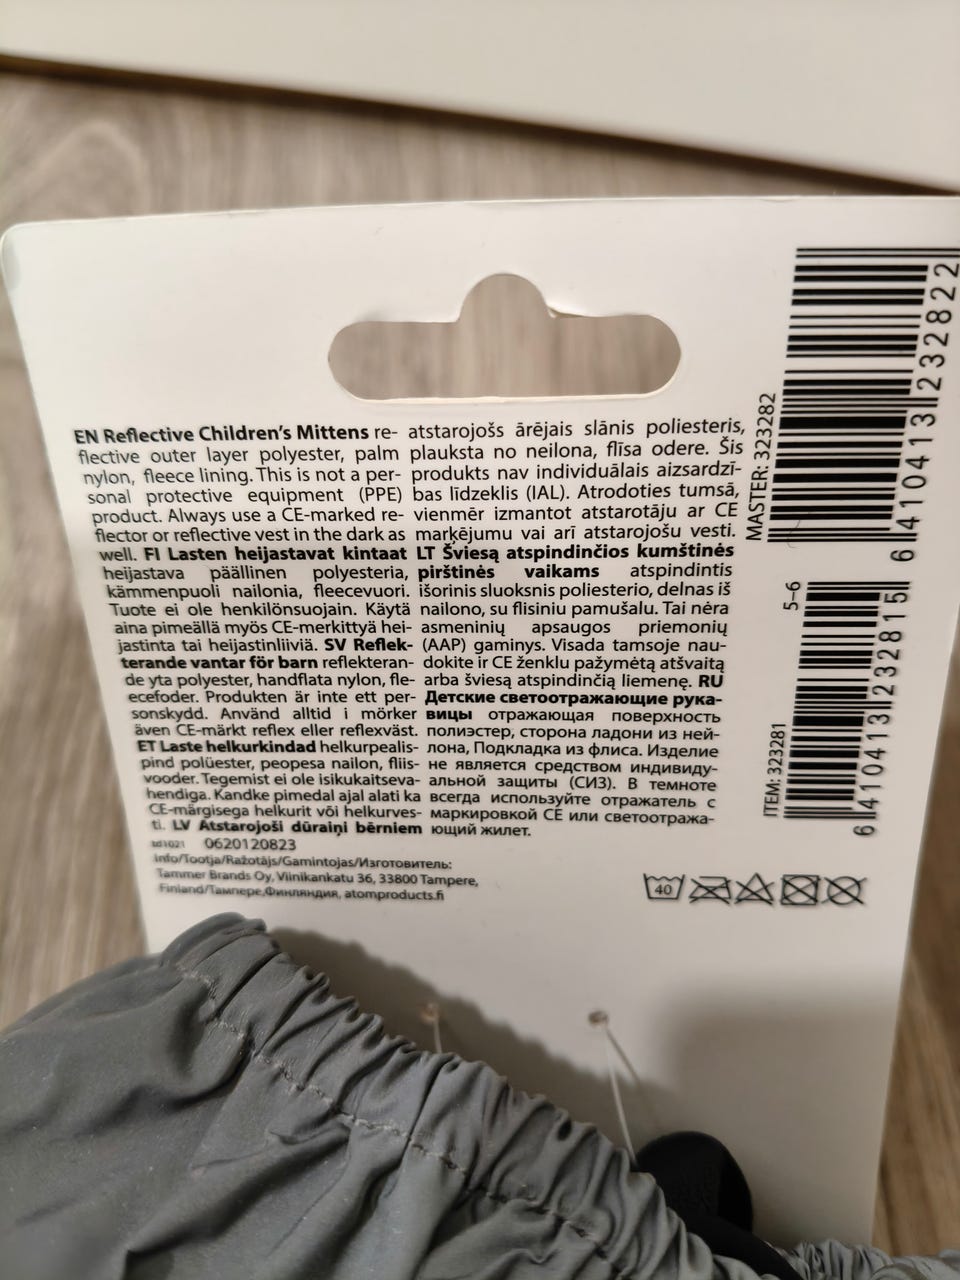 EN Reflective Children's Mittens re-
flective outer layer polyester, palm
nylon, fleece lining. This is not a per-
sonal protective equipment (PPE)
product. Always use a CE-marked re-
flector or reflective vest in the dark as
well. FI Lasten heijastavat kintaat
heijastava päällinen polyesteria,
kämmenpuoli nailonia, fleecevuori.
Tuote ei ole henkilönsuojain. Käytä
aina pimeällä myös CE-merkittyä hei-
jastinta tai heijastinliiviä. SV Reflek-
terande vantar för barn reflekteran-
de yta polyester, handflata nylon, fle-
ecefoder. Produkten är inte ett per-
sonskydd. Använd alltid i mörker
även CE-märkt reflex eller reflexväst.
ET Laste helkurkindad helkurpealis-
pind polüester, peopesa nailon, fliis-
vooder. Tegemist ei ole isikukaitseva-
hendiga. Kandke pimedal ajal alati ka
CE-märgisega helkurit või helkurves-
ti. LV Atstarojoši dūraiņi bērniem
atstarojošs ārējais slānis poliesteris,
plauksta no neilona, flīsa odere. Šis
produkts nav individuālais aizsardzī-
bas līdzeklis (IAL). Atrodoties tumsā,
vienmēr izmantot atstarotāju ar CE
marķējumu vai arī atstarojošu vesti.
LT Šviesą atspindinčios kumštinės
pirštinės vaikams atspindintis
išorinis sluoksnis poliesterio, delnas iš
nailono, su flisiniu pamušalu. Tai nėra
asmeninių apsaugos priemonių
(AAP) gaminys. Visada tamsoje nau-
dokite ir CE ženklu pažymėtą atšvaitą
arba šviesą atspindinčią liemenę. RU
Детские светоотражающие рука-
вицы отражающая поверхность
полиэстер, сторона ладони из ней-
лона, Подкладка из флиса. Изделие
не является средством индивиду-
альной защиты (СИЗ). В темноте
всегда используйте отражатель с
маркировкой CE или светоотража-
ющий жилет.
0620120823
Info/Tootja/Ražotājs/Gamintojas/Изготовитель:
Tammer Brands Oy, Viinikankatu 36, 33800 Tampere,
Finland/Тампере,Финляндия, atomproducts.fi
40
MASTER: 323282
6 410413 232822
5–6
ITEM: 323281
6 410413 232815